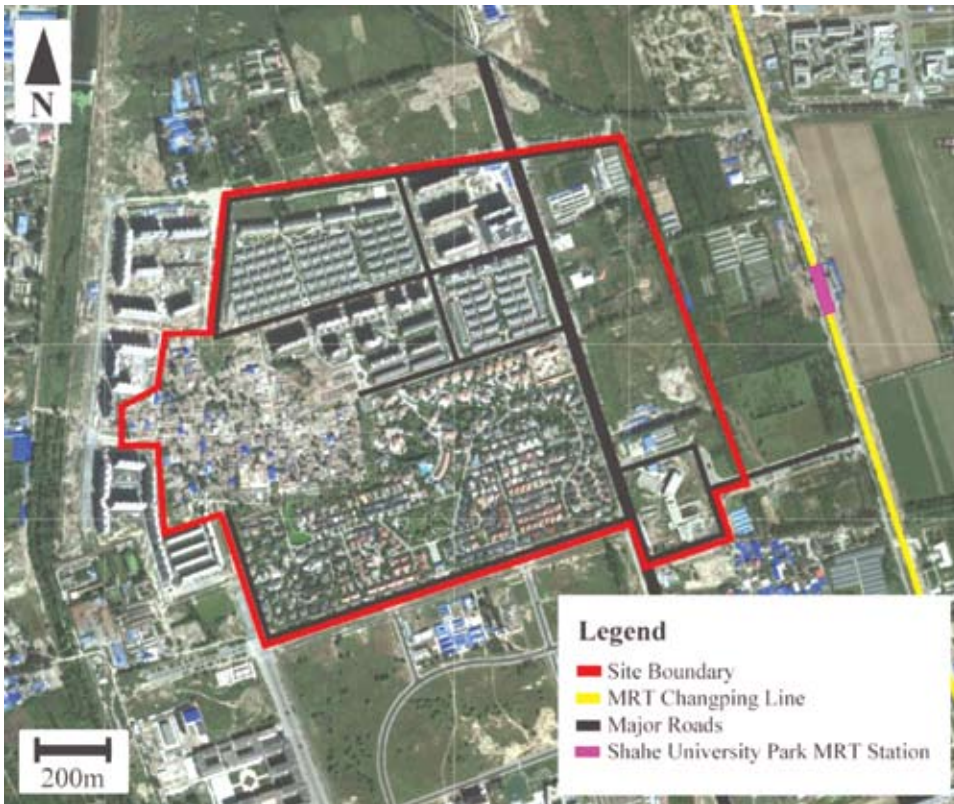 N
Legend
Site Boundary
MRT Changping Line
Major Roads
Shahe University Park MRT Station
200m